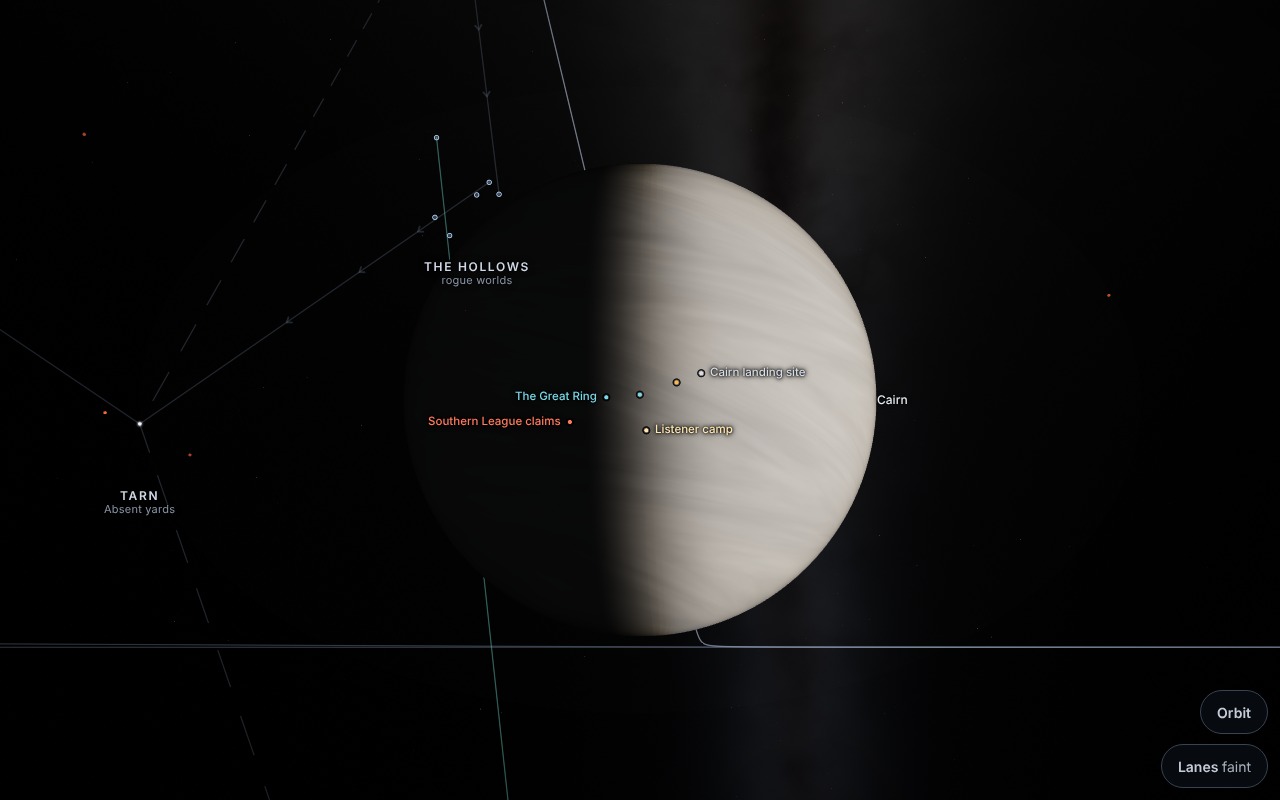 THE HOLLOWS
rogue worlds
Cairn landing site
The Great Ring
Cairn
Southern League claims
Listener camp
TARN
Absent yards
Orbit
Lanes faint